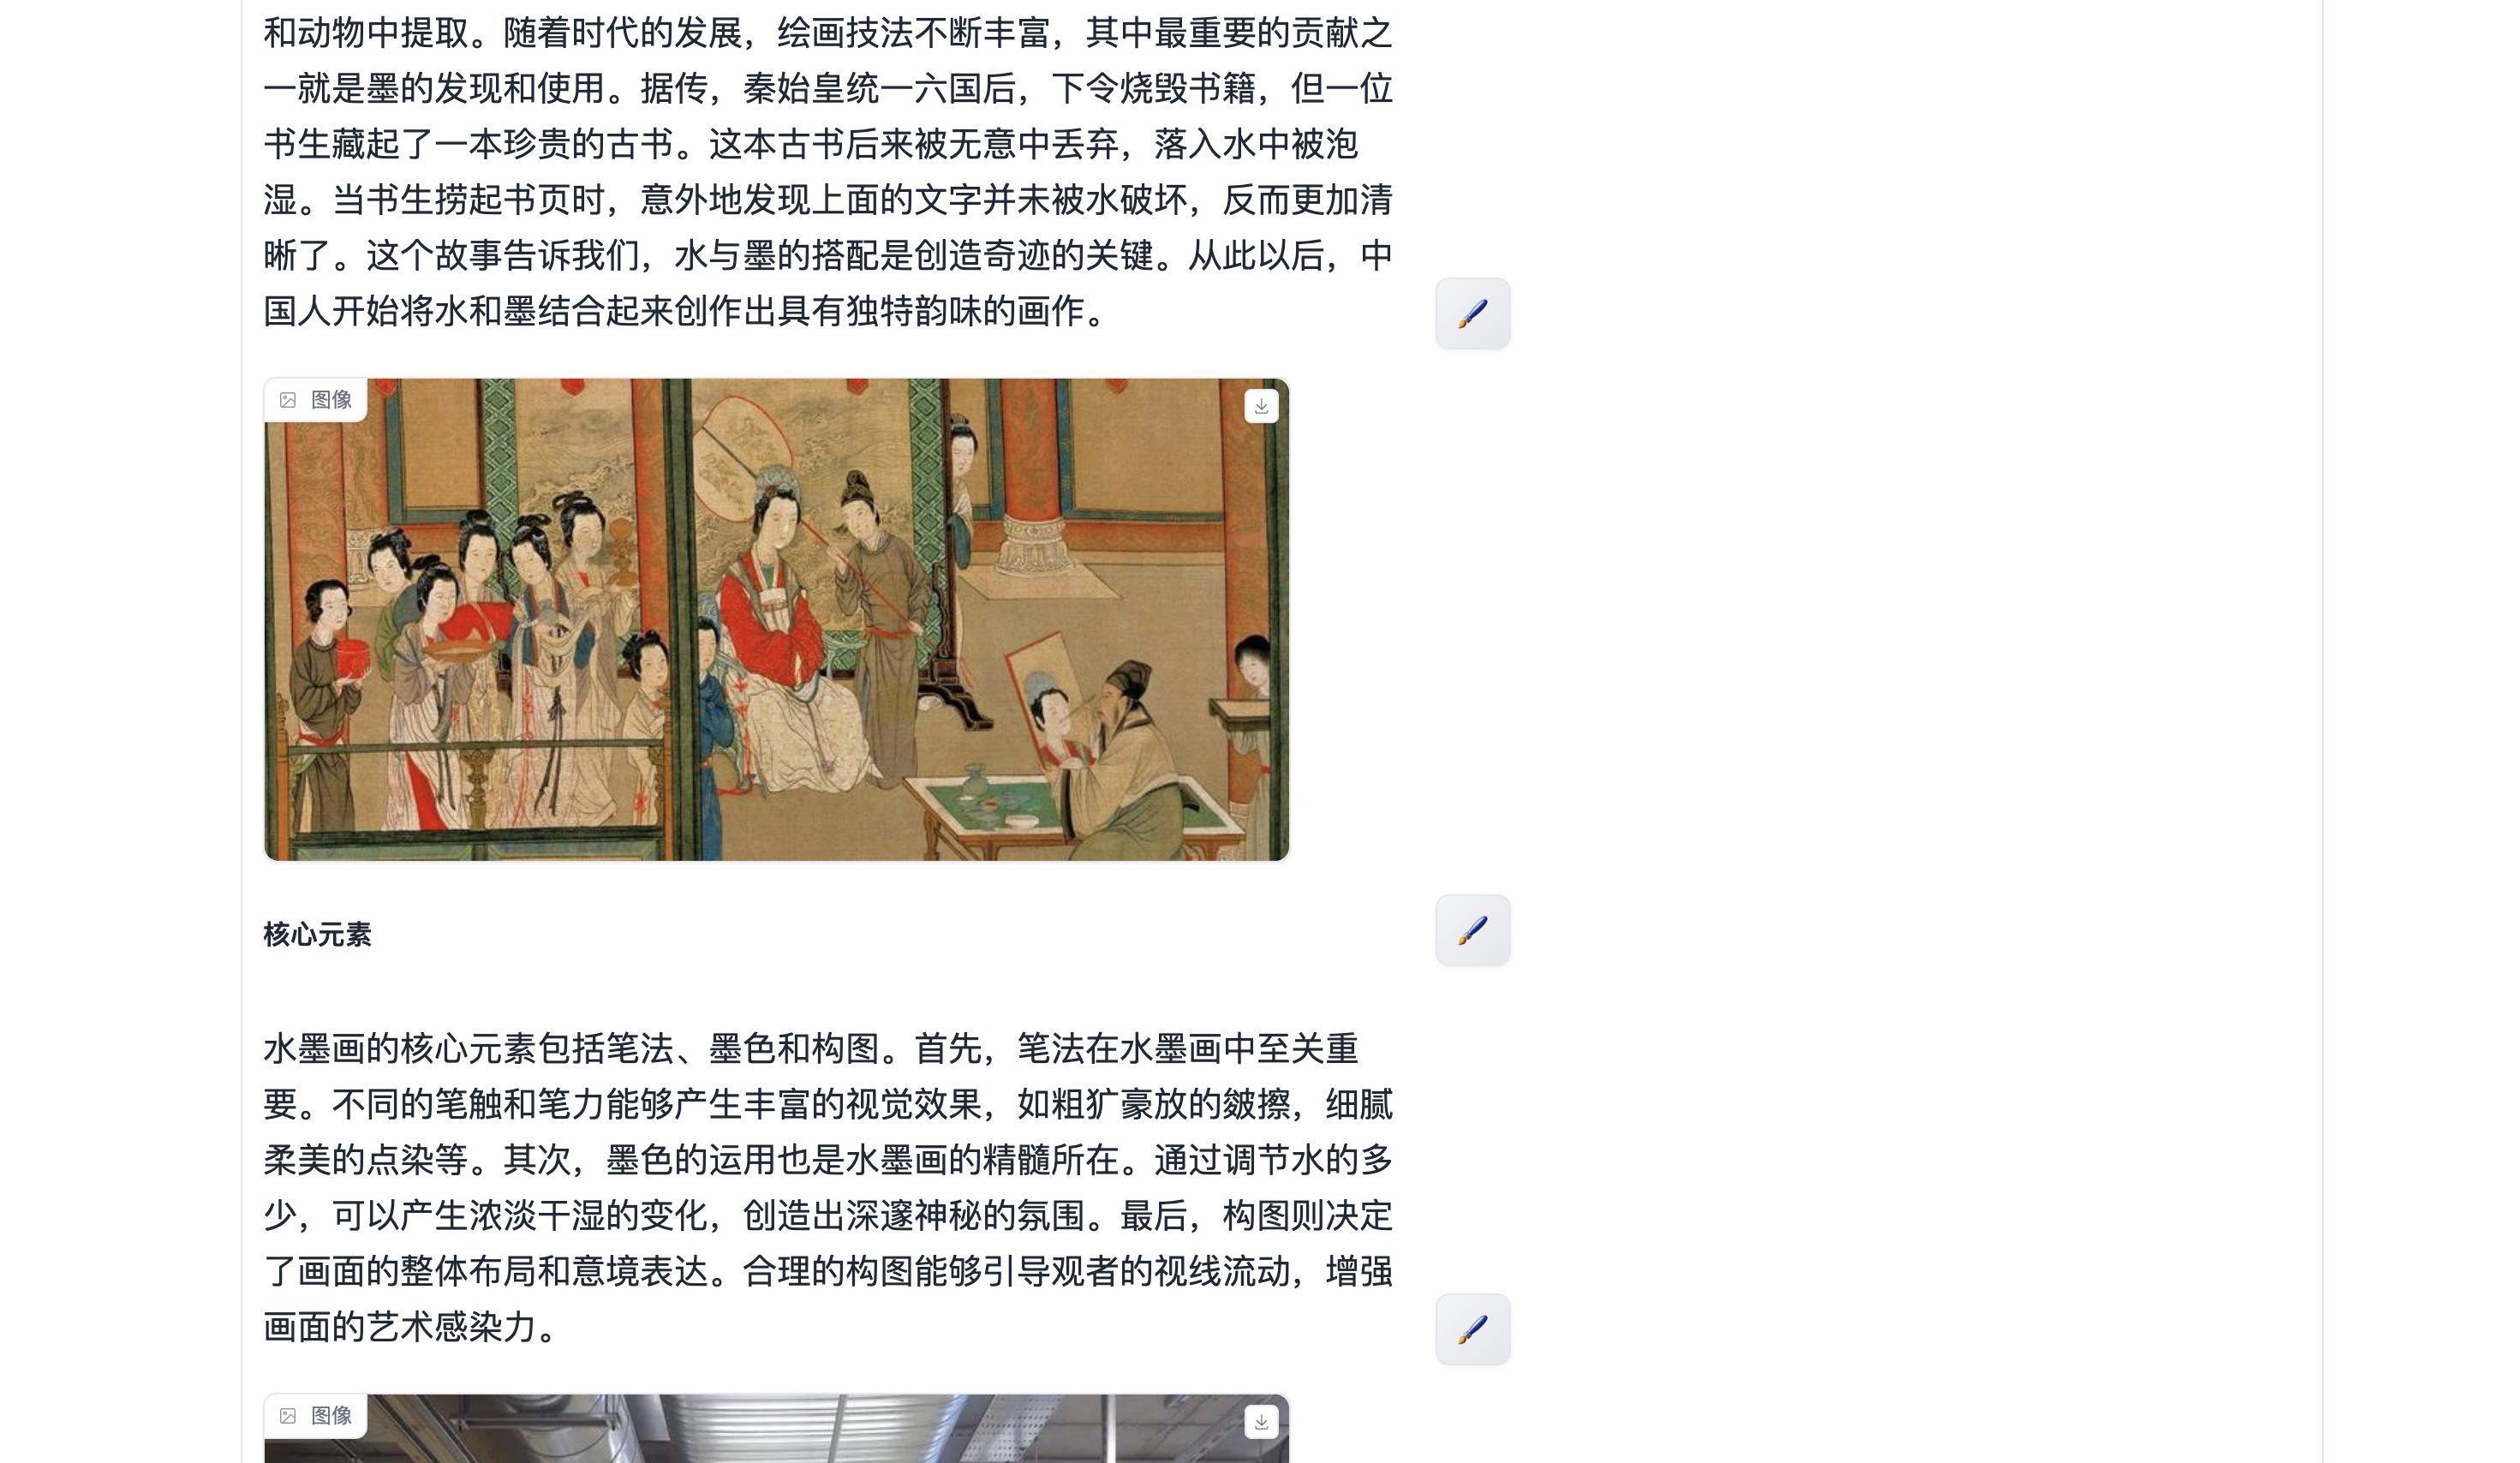 和动物中提取。随着时代的发展，绘画技法不断丰富，其中最重要的贡献之
一就是墨的发现和使用。据传，秦始皇统一六国后，下令烧毁书籍，但一位
书生藏起了一本珍贵的古书。这本古书后来被无意中丢弃，落入水中被泡
湿。当书生捞起书页时，意外地发现上面的文字并未被水破坏，反而更加清
晰了。这个故事告诉我们，水与墨的搭配是创造奇迹的关键。从此以后，中
国人开始将水和墨结合起来创作出具有独特韵味的画作。
图像
核心元素
水墨画的核心元素包括笔法、墨色和构图。首先，笔法在水墨画中至关重
要。不同的笔触和笔力能够产生丰富的视觉效果，如粗犷豪放的皴擦，细腻
柔美的点染等。其次，墨色的运用也是水墨画的精髓所在。通过调节水的多
少，可以产生浓淡干湿的变化，创造出深邃神秘的氛围。最后，构图则决定
了画面的整体布局和意境表达。合理的构图能够引导观者的视线流动，增强
画面的艺术感染力。
图像